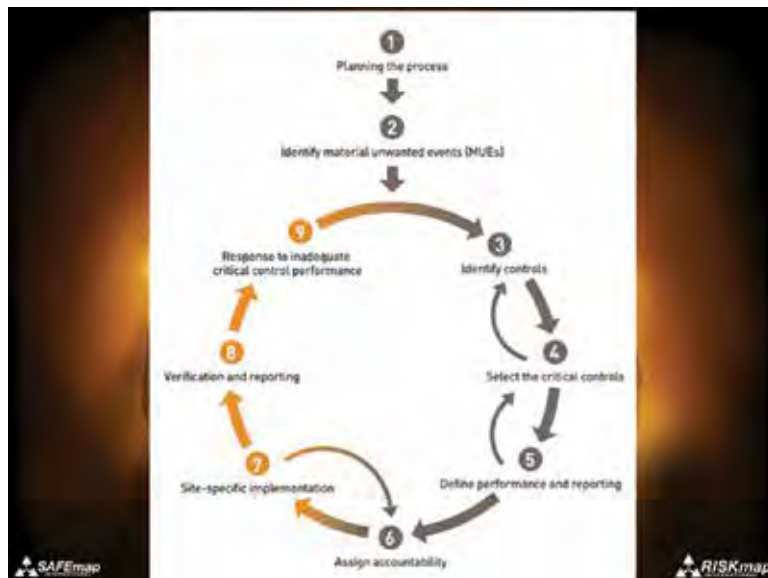 1
Planning the process
2
Identify material unwanted events (MUEs)
9
Response to inadequate
critical control performance
3
Identify controls
8
Verification and reporting
4
Select the critical controls
7
Site-specific implementation
5
Define performance and reporting
6
Assign accountability
SAFEmap
RISKmap